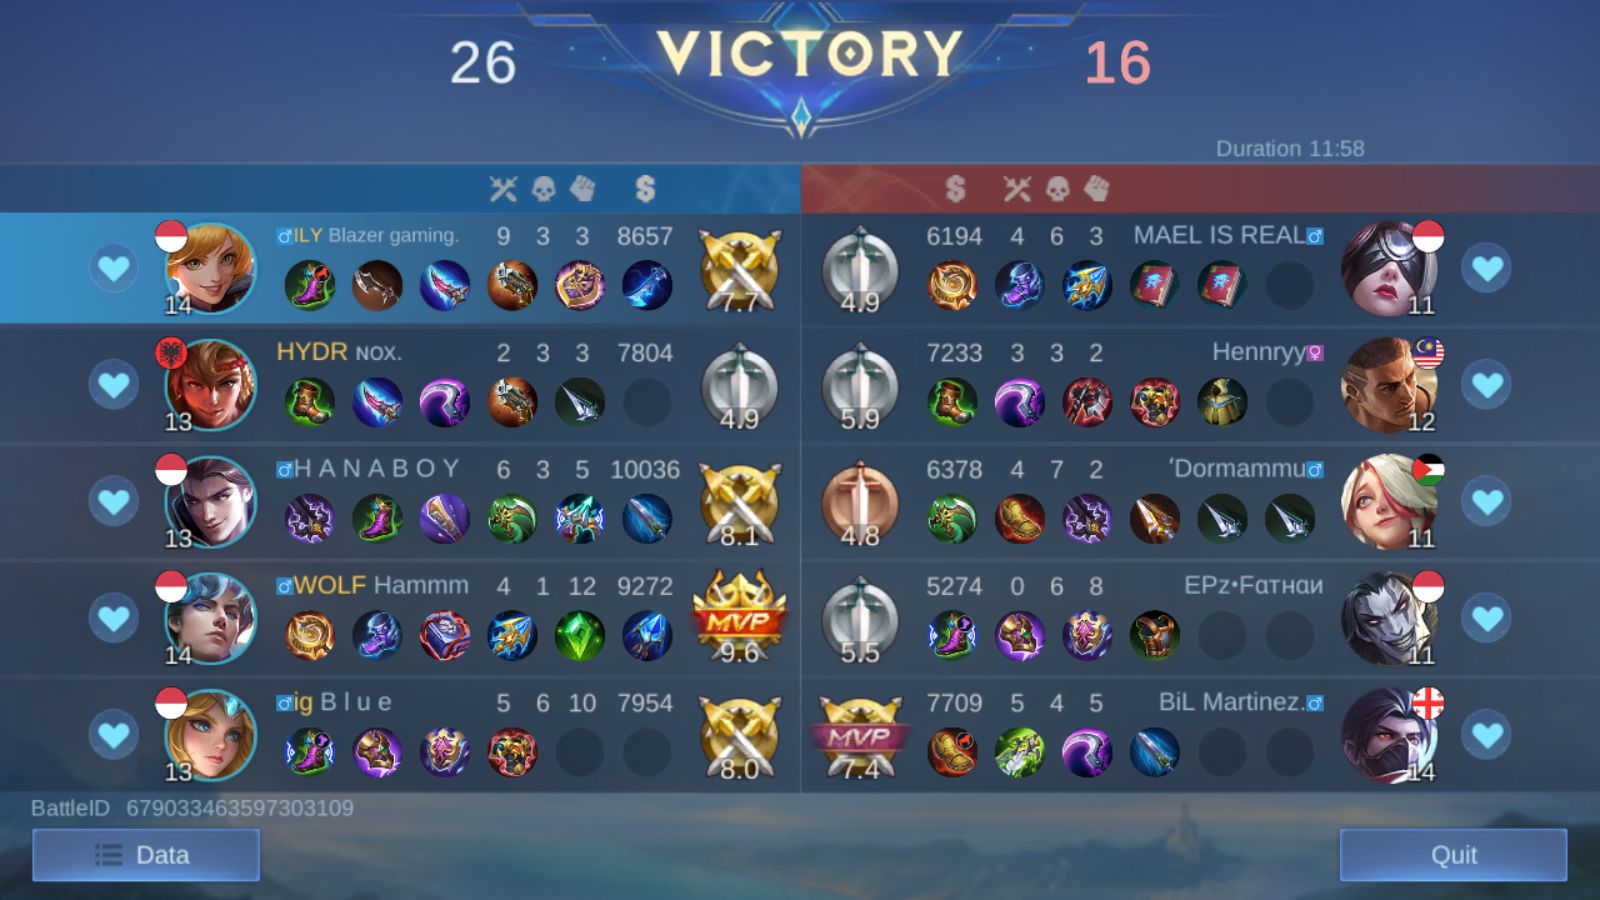 VICTORY
26
16
Duration 11:58
ILY Blazer gaming. 9 3 3 8657
14
7.7
6194 4 6 3 MAEL IS REAL
4.9
11
HYDR NOX. 2 3 3 7804
13
4.9
7233 3 3 2 Hennryy
5.9
12
H A N A B O Y 6 3 5 10036
13
8.1
6378 4 7 2 ‘Dormammu
4.8
11
WOLF Hammm 4 1 12 9272
14
MVP
9.6
5274 0 6 8 EPz•Fαтнαи
5.5
11
ig B l u e 5 6 10 7954
13
8.0
7709 5 4 5 BiL Martinez.
MVP
7.4
14
BattleID 679033463597303109
Data
Quit